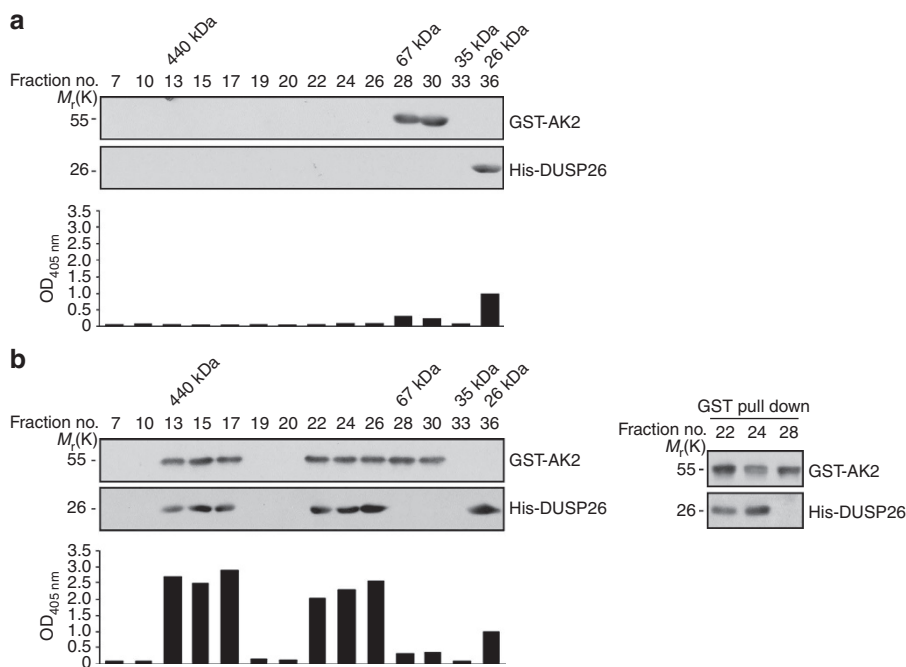 a
440 kDa 67 kDa 35 kDa 26 kDa
Fraction no. 7 10 13 15 17 19 20 22 24 26 28 30 33 36
Mr(K)
55 - GST-AK2
26 - His-DUSP26
3.5
3.0
2.5
2.0
1.5
1.0
0.5
0
OD405 nm
b
440 kDa 67 kDa 35 kDa 26 kDa
Fraction no. 7 10 13 15 17 19 20 22 24 26 28 30 33 36
Mr(K)
55 - GST-AK2
26 - His-DUSP26
3.5
3.0
2.5
2.0
1.5
1.0
0.5
0
OD405 nm
GST pull down
Fraction no. 22 24 28
Mr(K)
55 - GST-AK2
26 - His-DUSP26